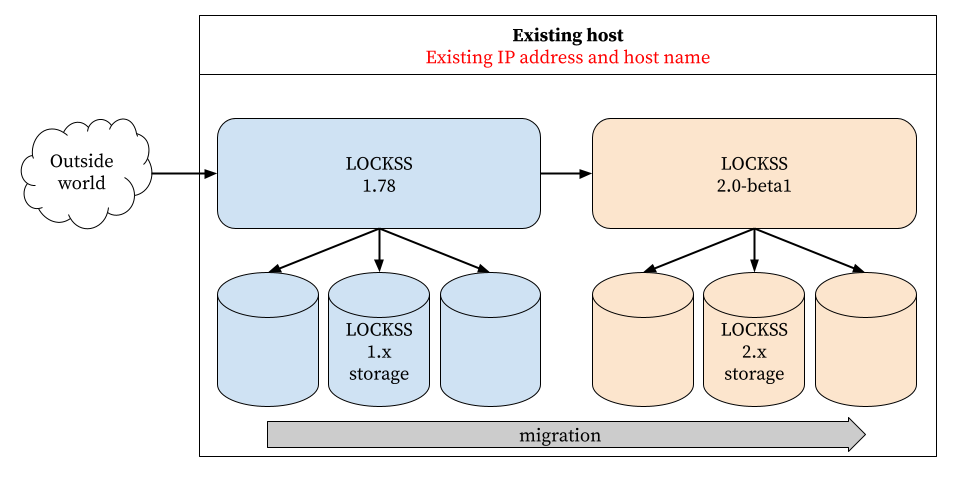 Existing host
Existing IP address and host name
Outside
world
LOCKSS
1.78
LOCKSS
2.0-beta1
LOCKSS
1.x
storage
LOCKSS
2.x
storage
migration